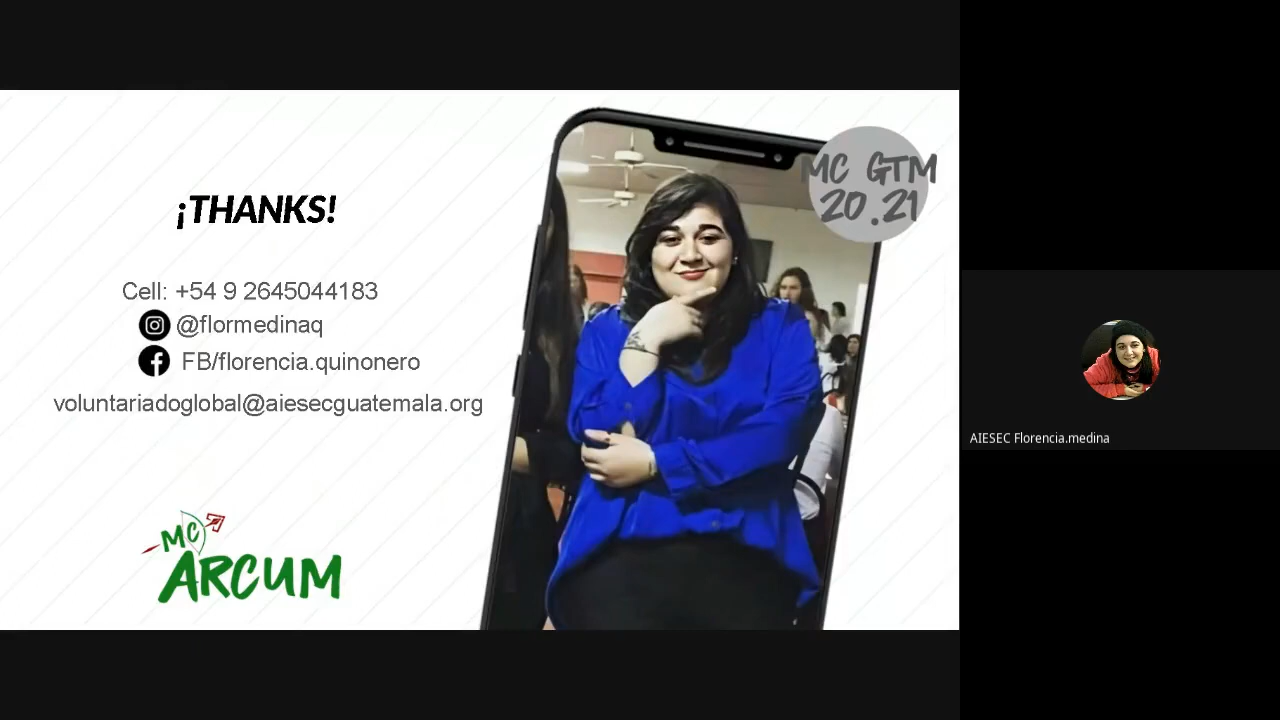 ¡THANKS!
Cell: +54 9 2645044183
@flormedinaq
FB/florencia.quinonero
voluntariadoglobal@aiesecguatemala.org
MC
ARCUM
MC GTM
20.21
AIESEC Florencia.medina